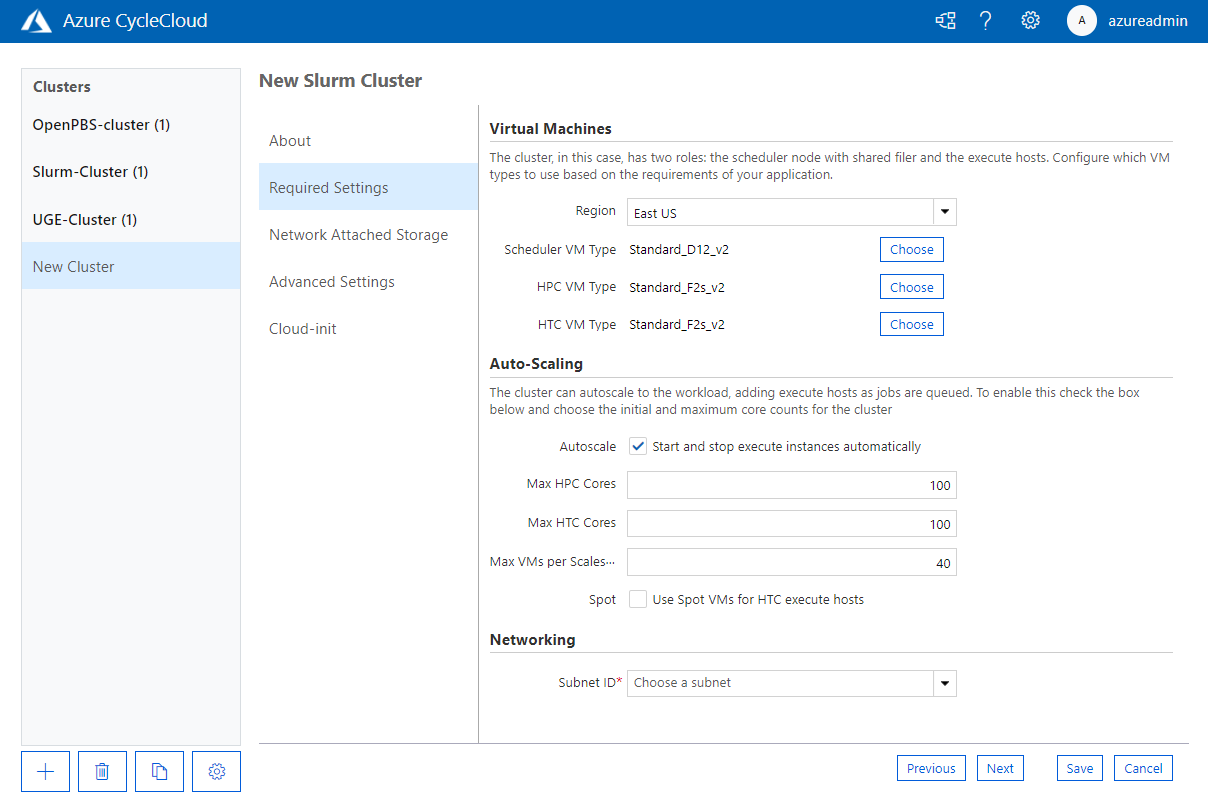 Azure CycleCloud
A
azureadmin
Clusters
OpenPBS-cluster (1)
Slurm-Cluster (1)
UGE-Cluster (1)
New Cluster
New Slurm Cluster
About
Required Settings
Network Attached Storage
Advanced Settings
Cloud-init
Virtual Machines
The cluster, in this case, has two roles: the scheduler node with shared filer and the execute hosts. Configure which VM
types to use based on the requirements of your application.
Region East US
Scheduler VM Type Standard_D12_v2 Choose
HPC VM Type Standard_F2s_v2 Choose
HTC VM Type Standard_F2s_v2 Choose
Auto-Scaling
The cluster can autoscale to the workload, adding execute hosts as jobs are queued. To enable this check the box
below and choose the initial and maximum core counts for the cluster
Autoscale Start and stop execute instances automatically
Max HPC Cores 100
Max HTC Cores 100
Max VMs per Scales··· 40
Spot Use Spot VMs for HTC execute hosts
Networking
Subnet ID* Choose a subnet
Previous Next Save Cancel